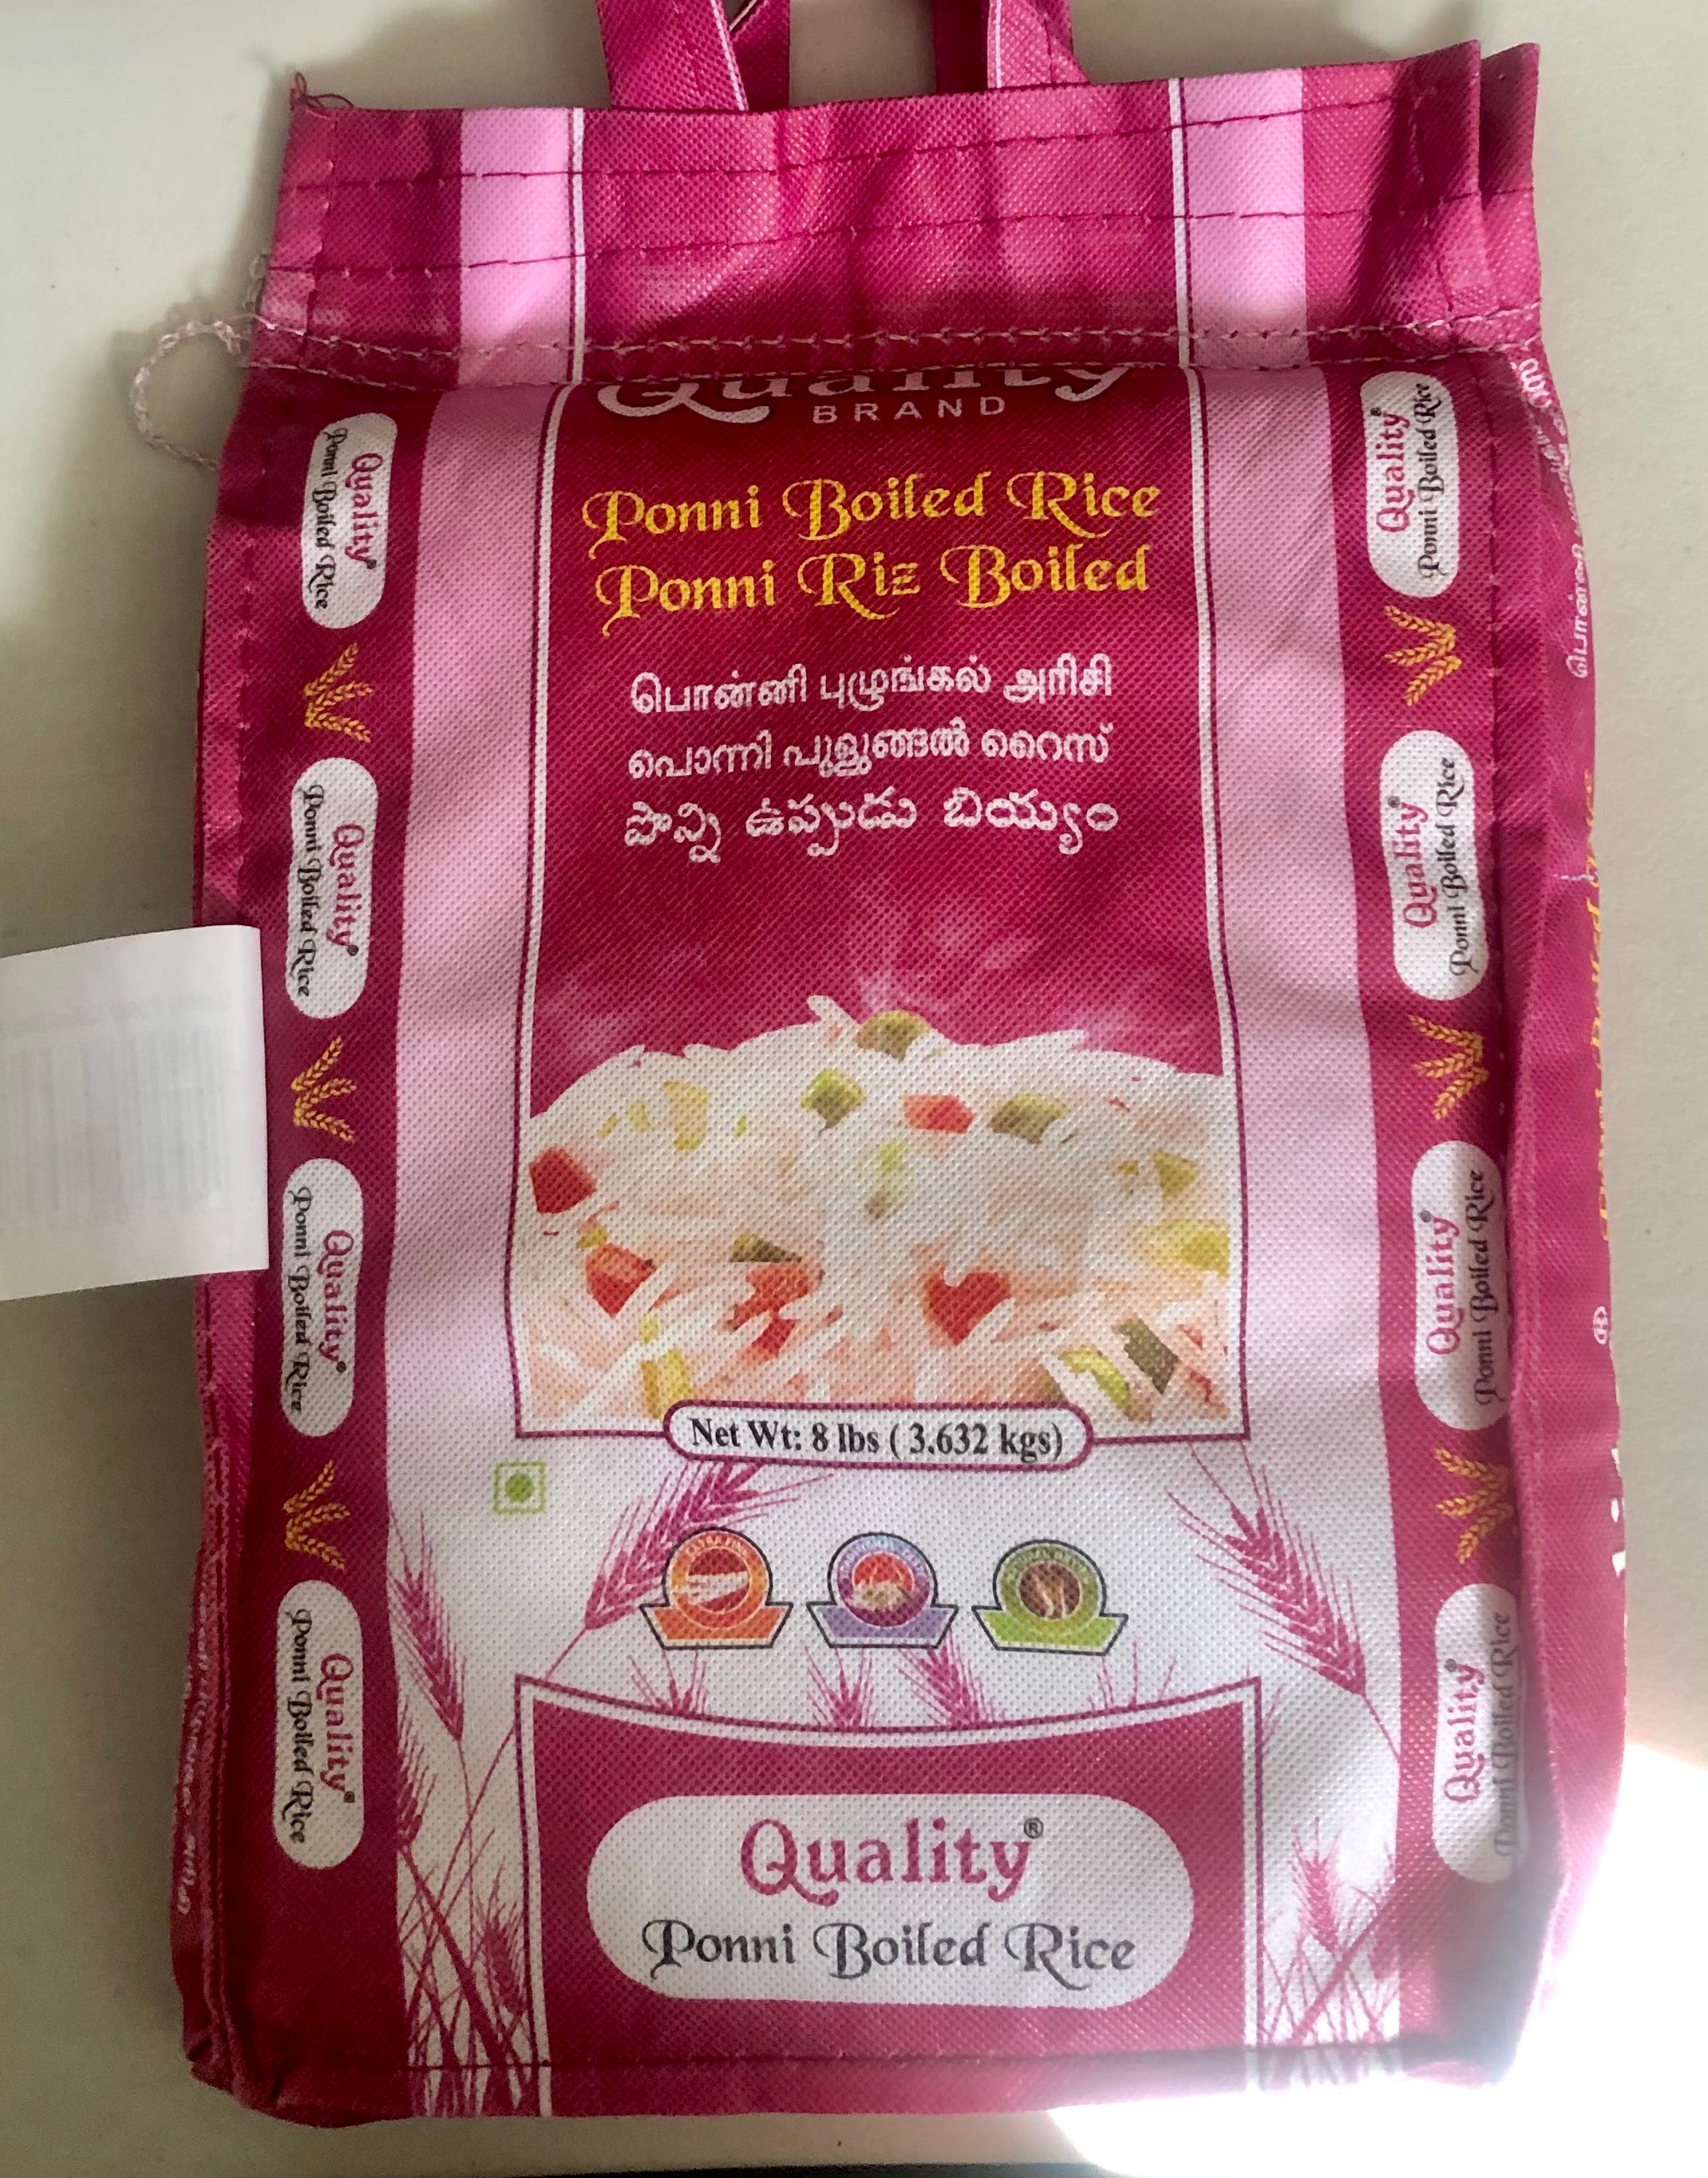 Quality
BRAND
Ponni Boiled Rice
Ponni Riz Boiled
பொன்னி புழுங்கல் அரிசி
പൊന്നി പുളുങ്ങൽ റൈസ്
పొన్ని ఉప్పుడు బియ్యం
Net Wt: 8 lbs ( 3.632 kgs)
Quality®
Ponni Boiled Rice
Quality®
Ponni Boiled Rice
Quality®
Ponni Boiled Rice
Quality®
Ponni Boiled Rice
Quality®
Ponni Boiled Rice
Quality®
Ponni Boiled Rice
Quality®
Ponni Boiled Rice
Quality®
Ponni Boiled Rice
Quality®
Ponni Boiled Rice
பொன்னி